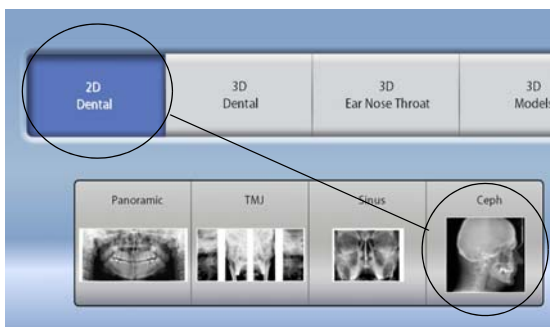 2D
Dental
3D
Dental
3D
Ear Nose Throat
3D
Models
Panoramic
TMJ
Sinus
Ceph